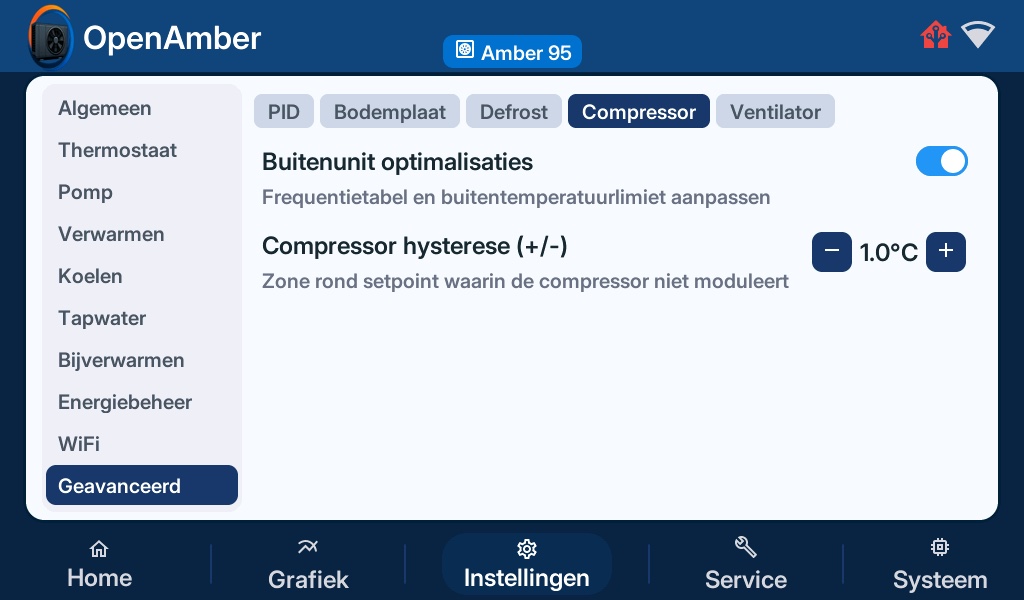 OpenAmber
Amber 95
Algemeen
Thermostaat
Pomp
Verwarmen
Koelen
Tapwater
Bijverwarmen
Energiebeheer
WiFi
Geavanceerd
PID Bodemplaat Defrost Compressor Ventilator
Buitenunit optimalisaties
Frequentietabel en buitentemperatuurlimiet aanpassen
Compressor hysterese (+/-)
Zone rond setpoint waarin de compressor niet moduleert
− 1.0°C +
Home Grafiek Instellingen Service Systeem